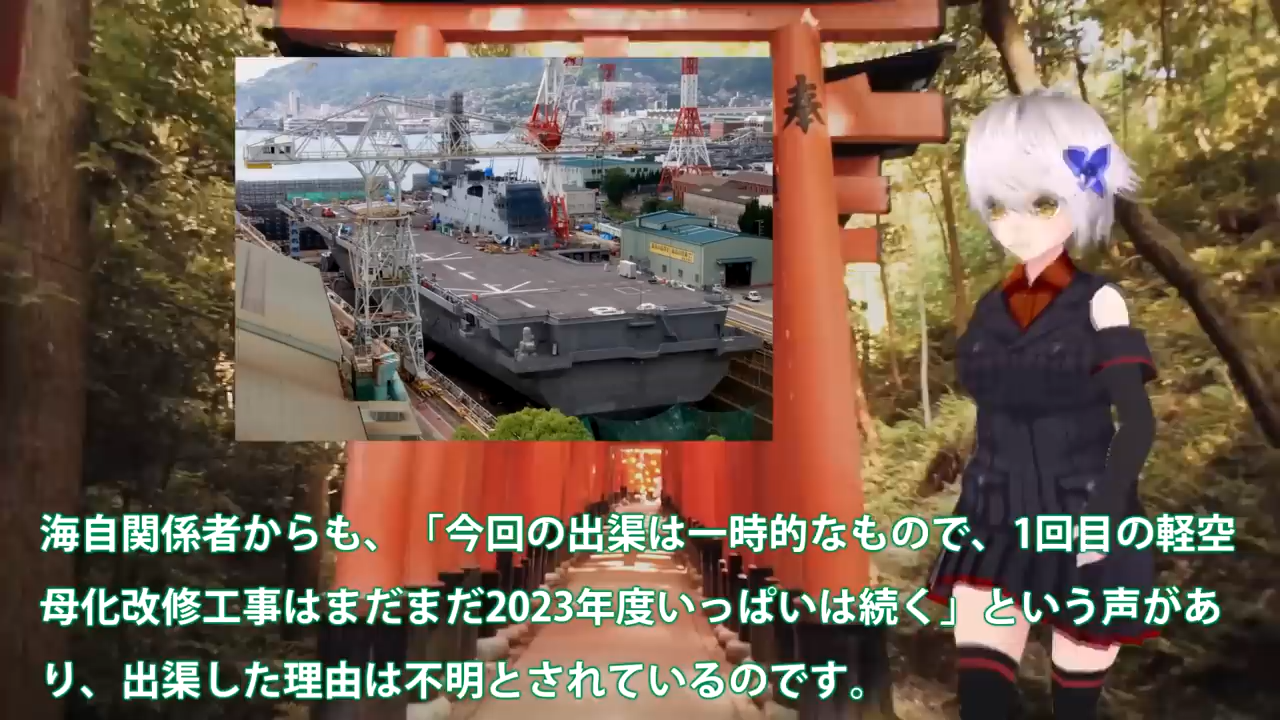 奉
海自関係者からも、「今回の出渠は一時的なもので、1回目の軽空
母化改修工事はまだまだ2023年度いっぱいは続く」という声があ
り、出渠した理由は不明とされているのです。